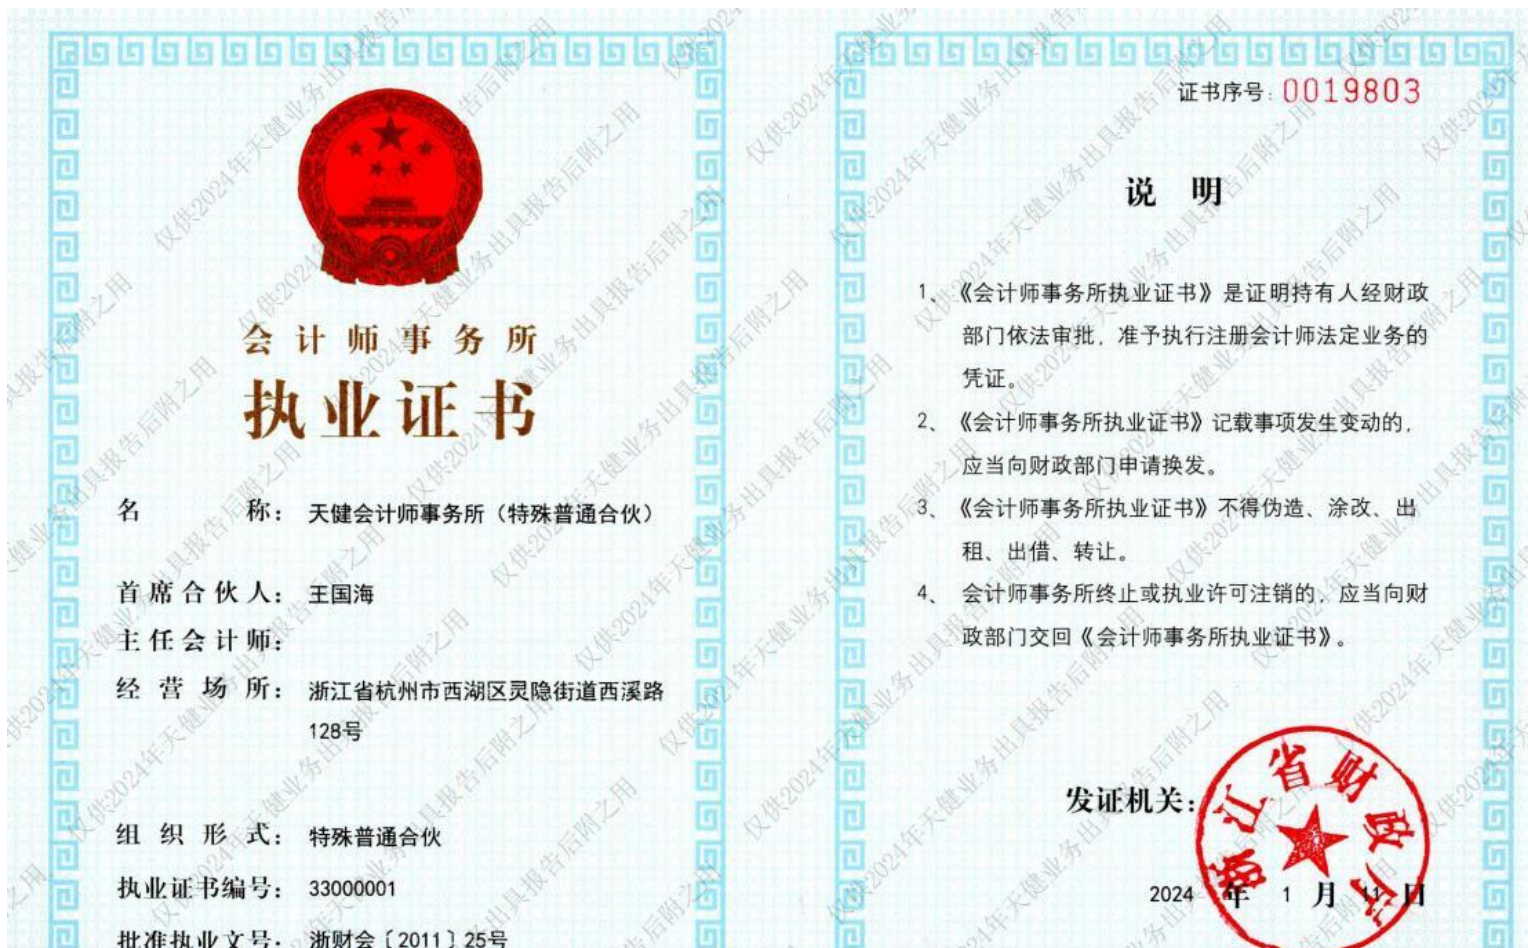 会计师事务所
执业证书
名 称： 天健会计师事务所（特殊普通合伙）
首席合伙人： 王国海
主任会计师：
经营场所： 浙江省杭州市西湖区灵隐街道西溪路
128号
组织形式： 特殊普通合伙
执业证书编号： 33000001
批准执业文号： 浙财会〔2011〕25号
证书序号：0019803
说 明
1、《会计师事务所执业证书》是证明持有人经财政
部门依法审批，准予执行注册会计师法定业务的
凭证。
2、《会计师事务所执业证书》记载事项发生变动的，
应当向财政部门申请换发。
3、《会计师事务所执业证书》不得伪造、涂改、出
租、出借、转让。
4、 会计师事务所终止或执业许可注销的，应当向财
政部门交回《会计师事务所执业证书》。
发证机关：
浙江省财政厅
2024 年 1 月 11 日
仅供2024年天健业务出具报告后附之用